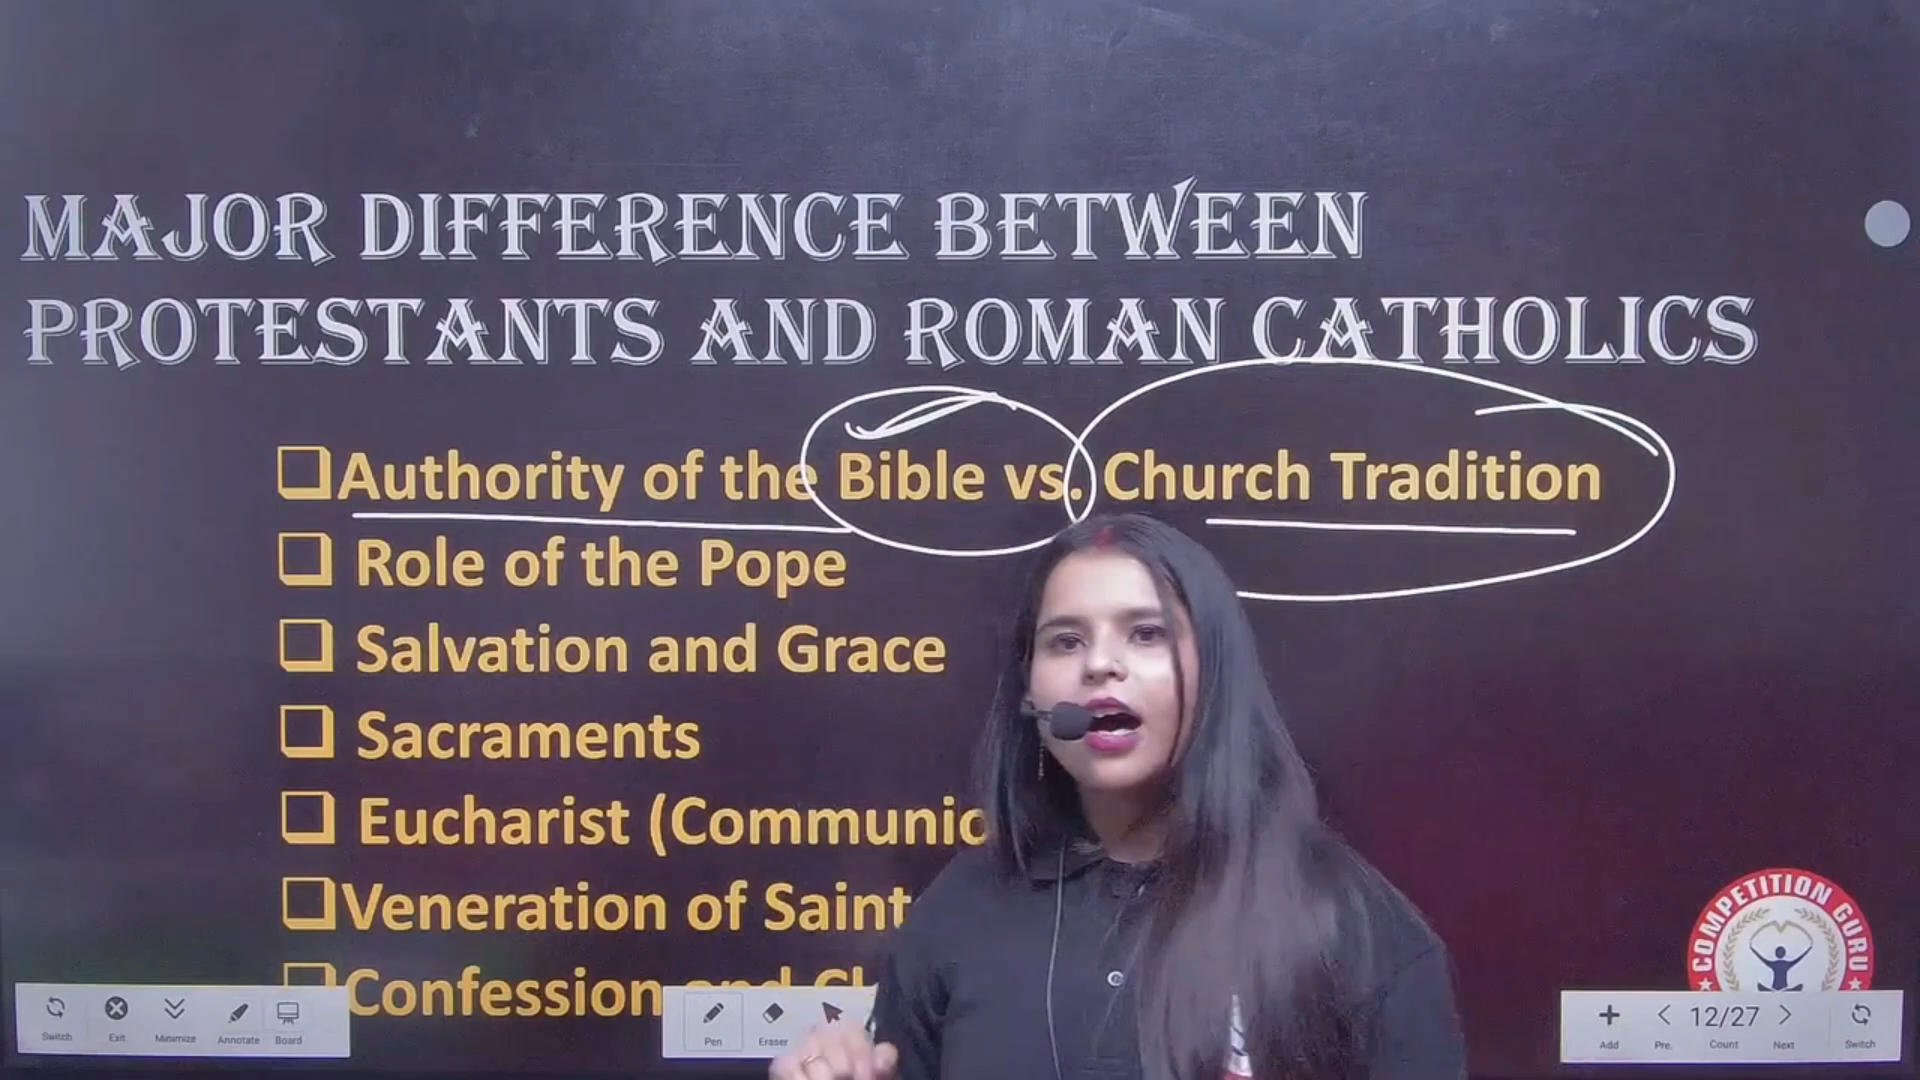 MAJOR DIFFERENCE BETWEEN
PROTESTANTS AND ROMAN CATHOLICS
Authority of the Bible vs. Church Tradition
Role of the Pope
Salvation and Grace
Sacraments
Eucharist (Communio
Veneration of Saint
Confession and
COMPETITION GURU
Switch Exit Minimize Annotate Board
Pen Eraser
12/27
Add Pre. Count Next Switch